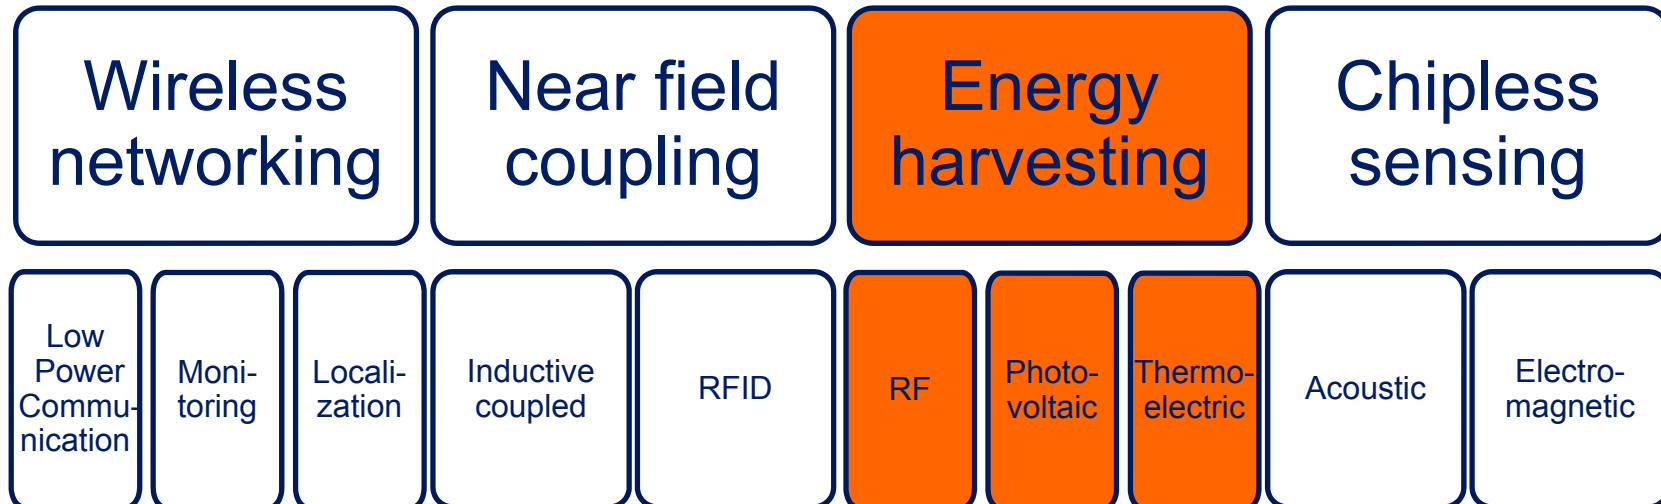 Wireless
networking
Near field
coupling
Energy
harvesting
Chipless
sensing
Low
Power
Commu-
nication
Moni-
toring
Locali-
zation
Inductive
coupled
RFID
RF
Photo-
voltaic
Thermo-
electric
Acoustic
Electro-
magnetic